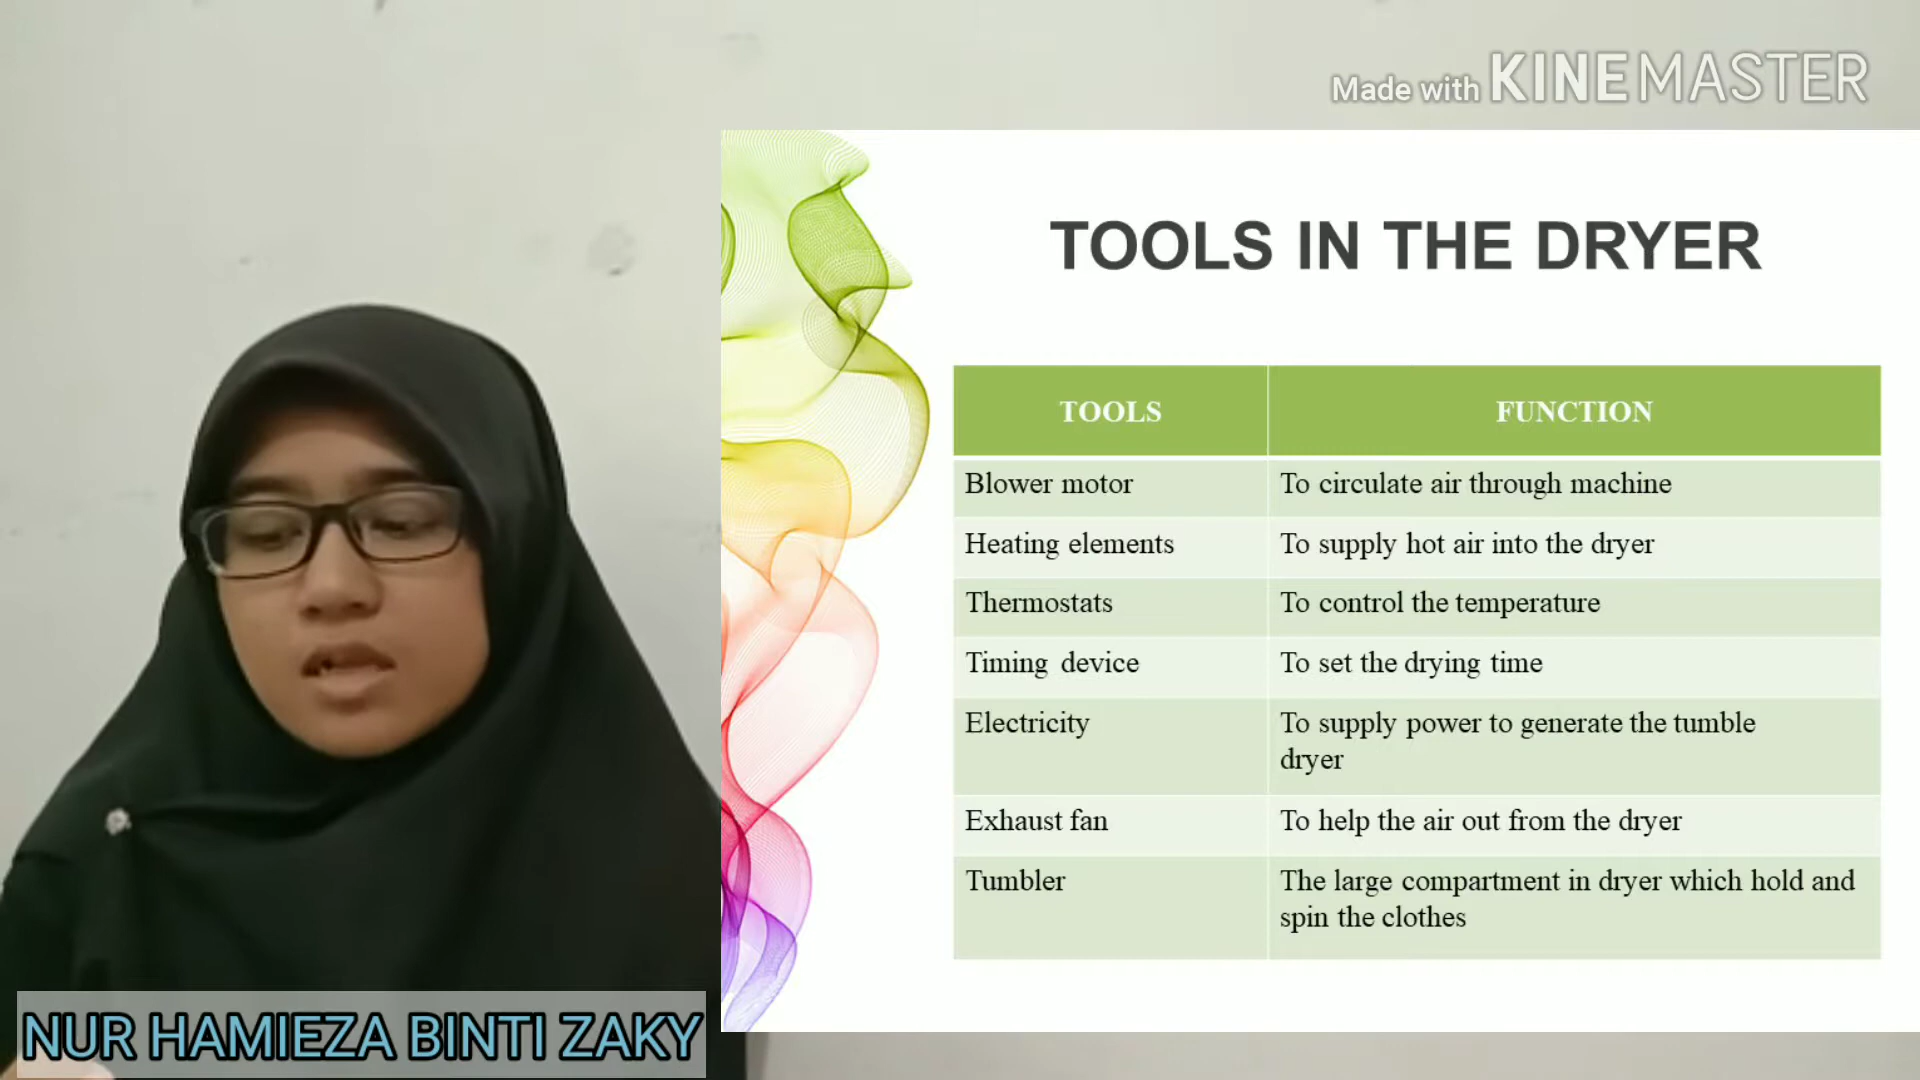 Made with KINEMASTER
TOOLS IN THE DRYER
TOOLS FUNCTION
Blower motor To circulate air through machine
Heating elements To supply hot air into the dryer
Thermostats To control the temperature
Timing device To set the drying time
Electricity To supply power to generate the tumble
dryer
Exhaust fan To help the air out from the dryer
Tumbler The large compartment in dryer which hold and
spin the clothes
NUR HAMIEZA BINTI ZAKY